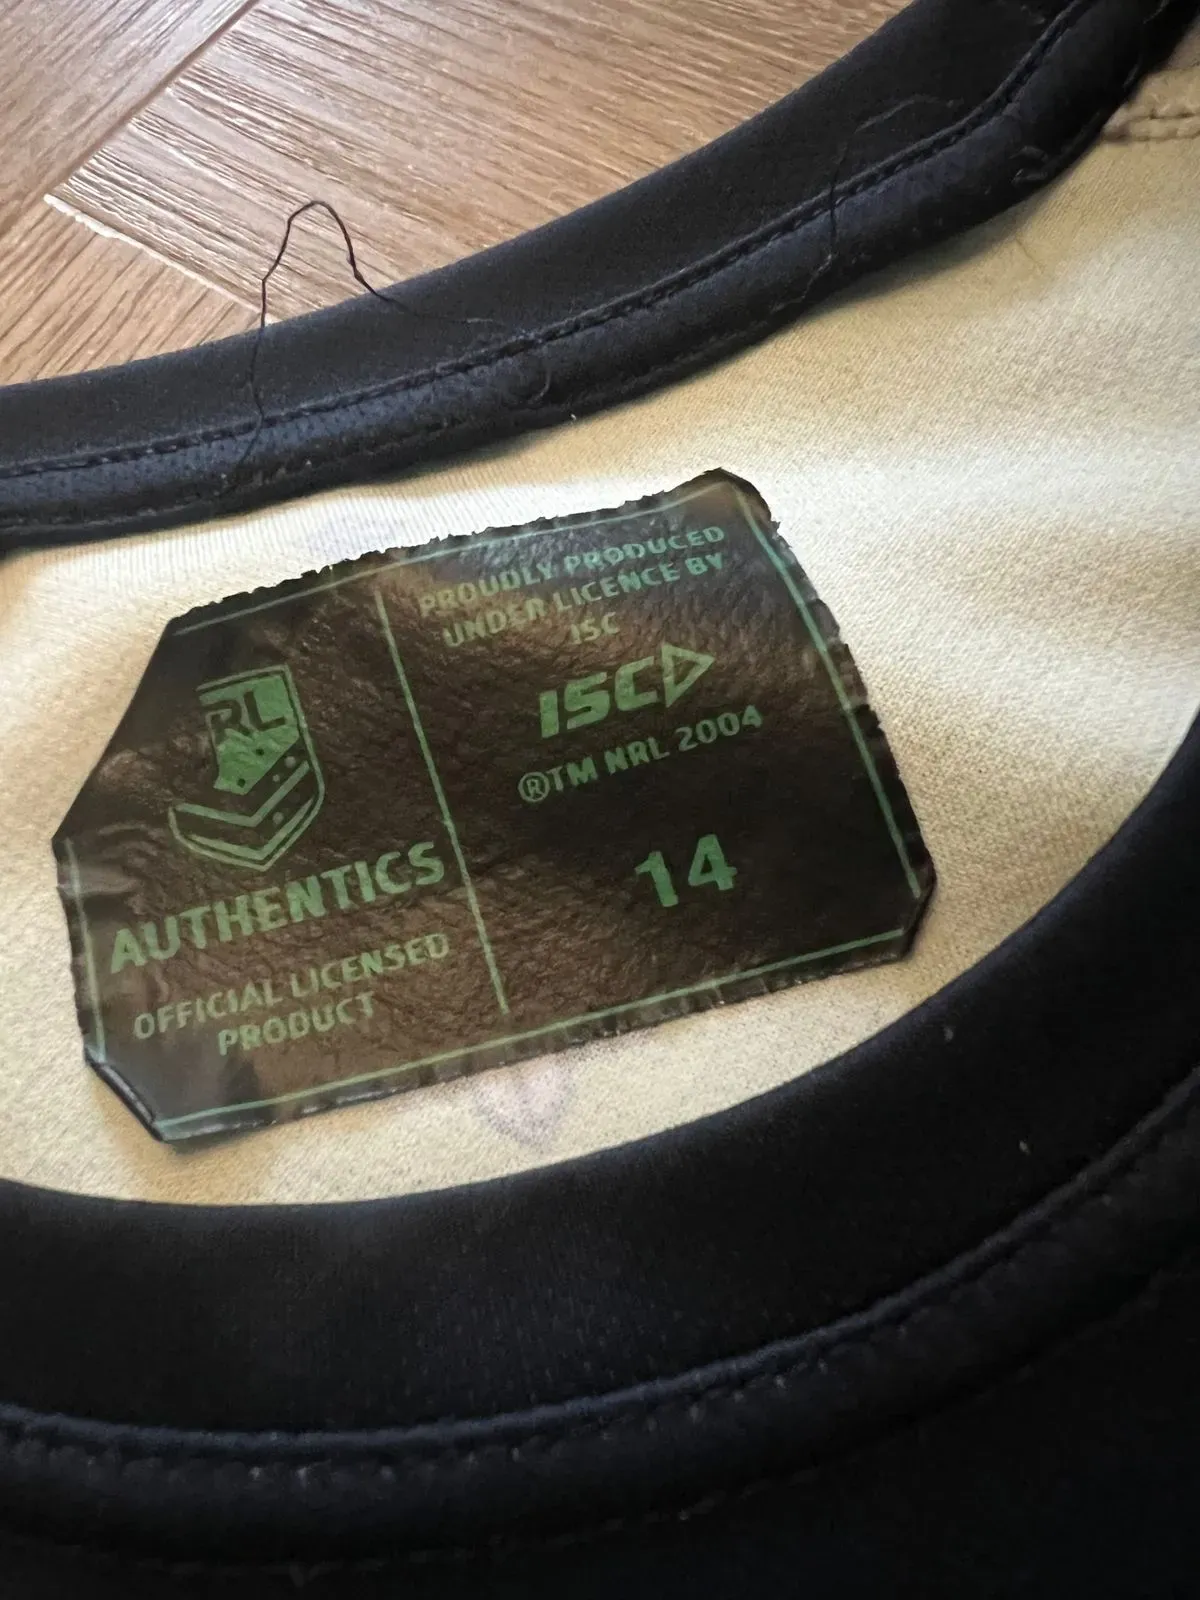 RL
AUTHENTICS
OFFICIAL LICENSED
PRODUCT
PROUDLY PRODUCED
UNDER LICENCE BY
ISC
ISC
®TM NRL 2004
14